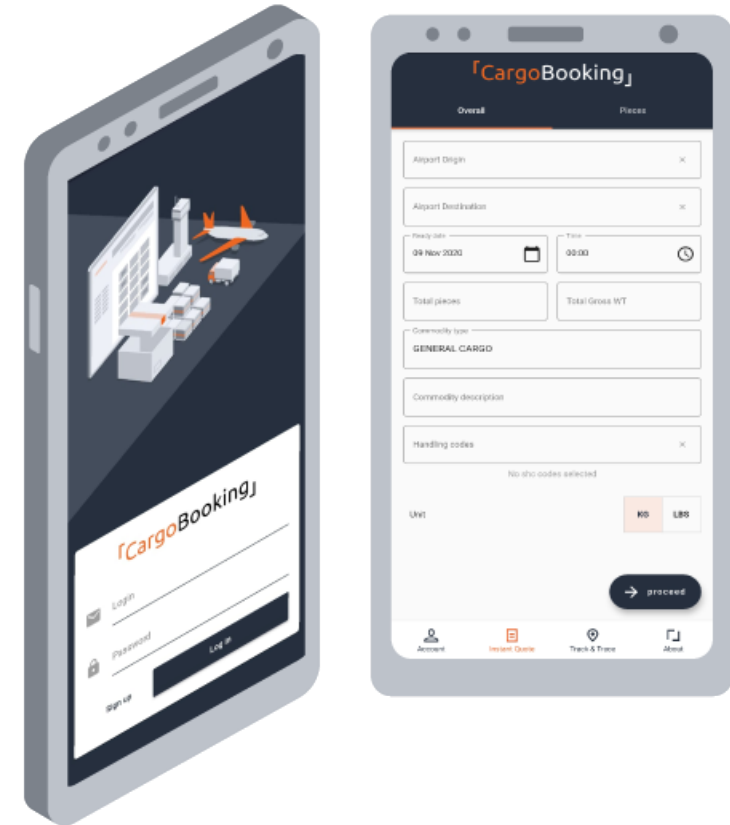 「CargoBooking」
Login
Password
Log in
Sign up
「CargoBooking」
Overall
Pieces
Airport Origin
Airport Destination
Ready date
Time
09 Nov 2020
00:00
Total pieces
Total Gross WT
Commodity type
GENERAL CARGO
Commodity description
Handling codes
No shc codes selected
Unit
KG
LBS
proceed
Account
Instant Quote
Track & Trace
About